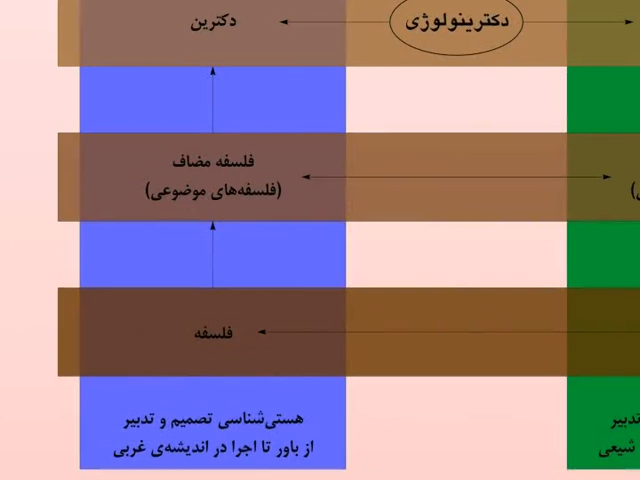 دکترینولوژی
دکترین
فلسفه مضاف
(فلسفه‌های موضوعی)
فلسفه
هستی‌شناسی تصمیم و تدبیر
از باور تا اجرا در اندیشه‌ی غربی
تدبیر
شیعی